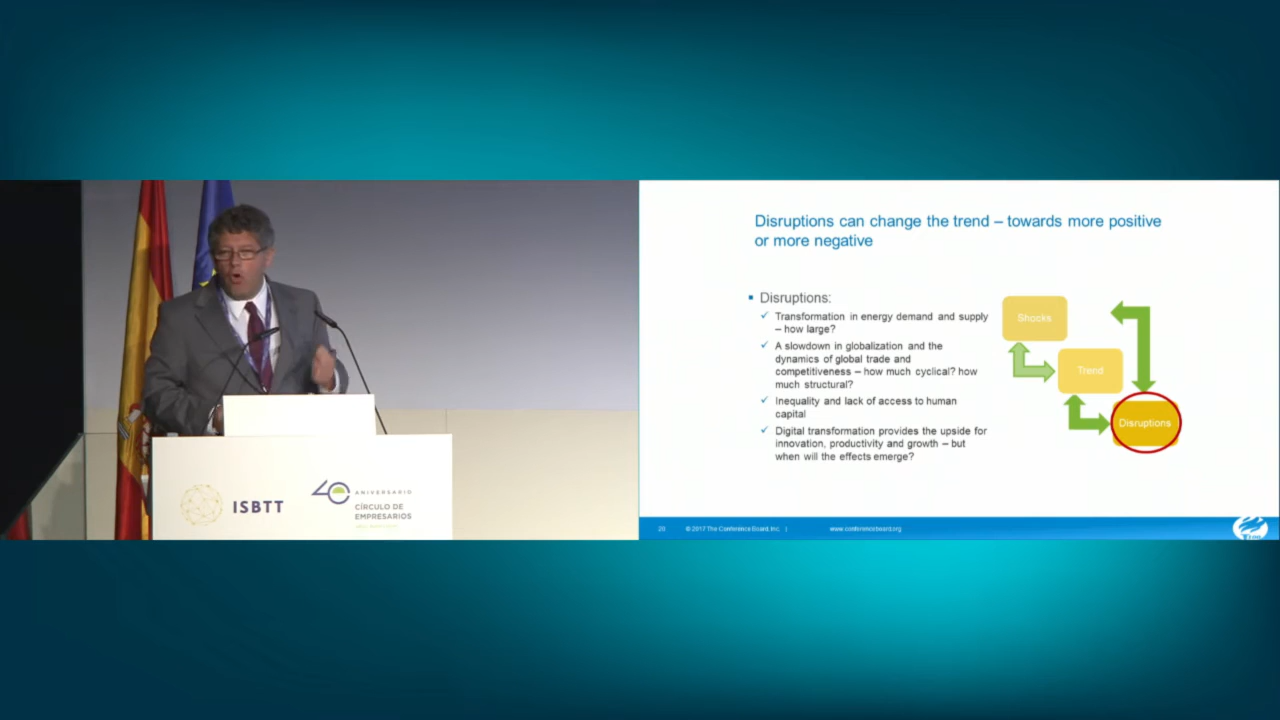 ISBTT
40
ANIVERSARIO
CÍRCULO DE
EMPRESARIOS
Disruptions can change the trend – towards more positive
or more negative
Disruptions:
Transformation in energy demand and supply
– how large?
A slowdown in globalization and the
dynamics of global trade and
competitiveness – how much cyclical? how
much structural?
Inequality and lack of access to human
capital
Digital transformation provides the upside for
innovation, productivity and growth – but
when will the effects emerge?
Shocks
Trend
Disruptions
20 © 2017 The Conference Board, Inc. | www.conferenceboard.org